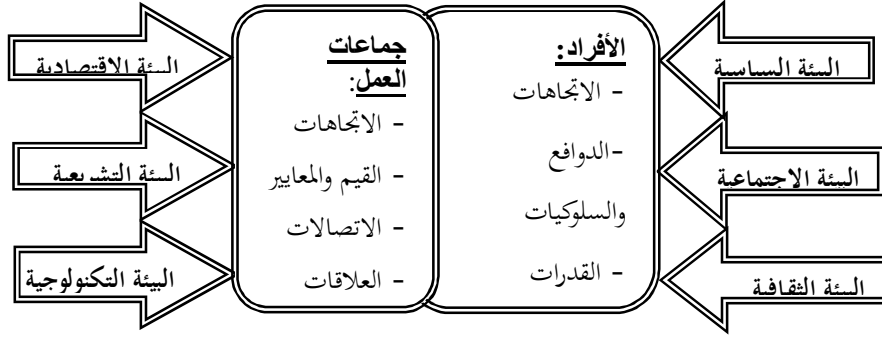 الأفراد:
- الاتجاهات
-الدوافع
والسلوكيات
- القدرات
جماعات
العمل:
- الاتجاهات
- القيم والمعايير
- الاتصالات
- العلاقات
البيئة السياسية
البيئة الاجتماعية
البيئة الثقافية
البيئة الاقتصادية
البيئة التشريعية
البيئة التكنولوجية